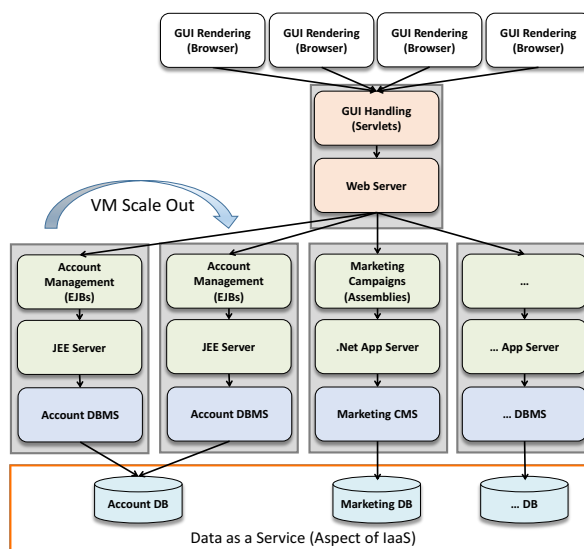 GUI Rendering
(Browser)
GUI Rendering
(Browser)
GUI Rendering
(Browser)
GUI Rendering
(Browser)
GUI Handling
(Servlets)
Web Server
VM Scale Out
Account
Management
(EJBs)
Account
Management
(EJBs)
Marketing
Campaigns
(Assemblies)
...
JEE Server
JEE Server
.Net App Server
... App Server
Account DBMS
Account DBMS
Marketing CMS
... DBMS
Account DB
Marketing DB
... DB
Data as a Service (Aspect of IaaS)